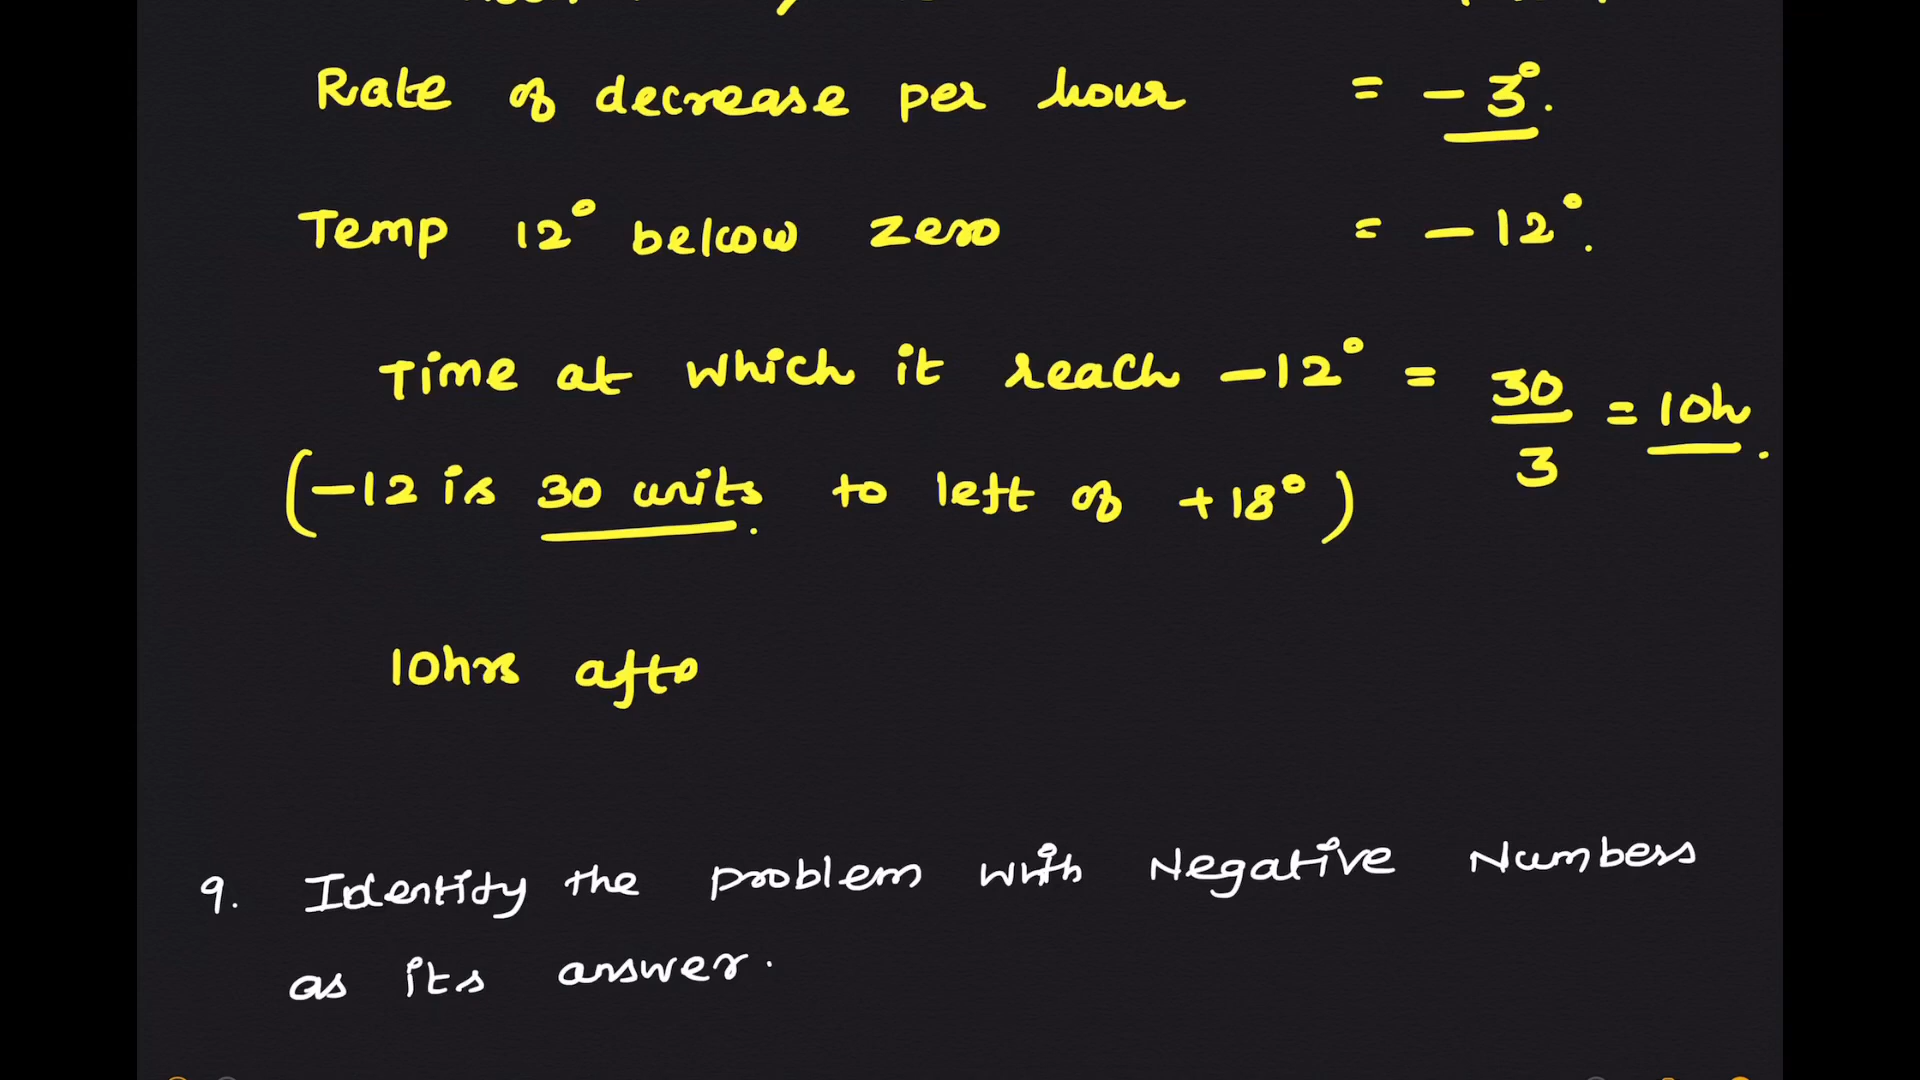 Rate of decrease per hour = -3°.
Temp 12° below zero = -12°.
Time at which it reach -12° = 30/3 = 10h.
(-12 is 30 units. to left of +18°)
10hrs afte
9. Identify the problem with Negative Numbers
as its answer.